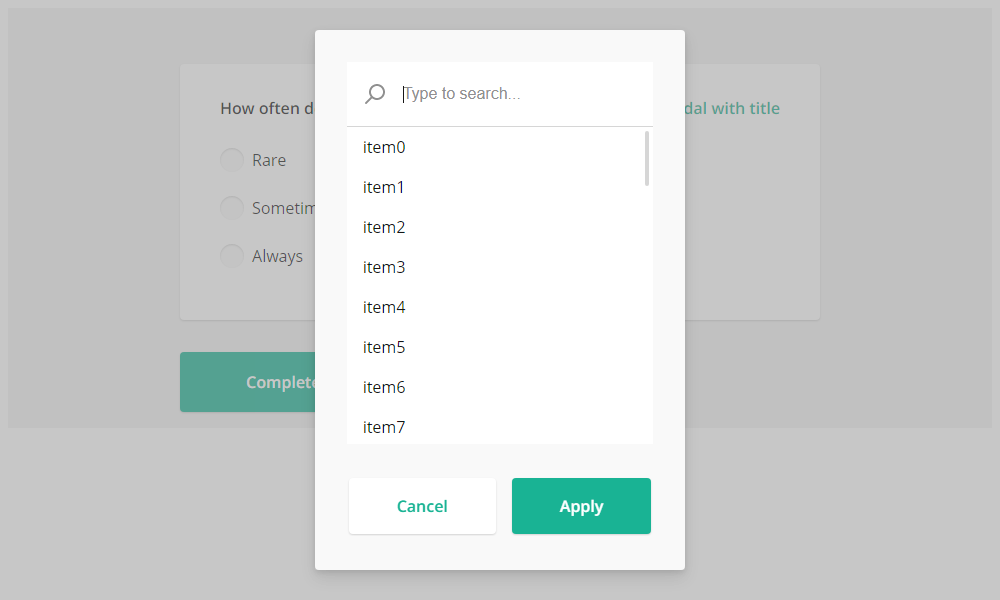 How often d
dal with title
Rare
Sometim
Always
Complete
Type to search...
item0
item1
item2
item3
item4
item5
item6
item7
Cancel
Apply